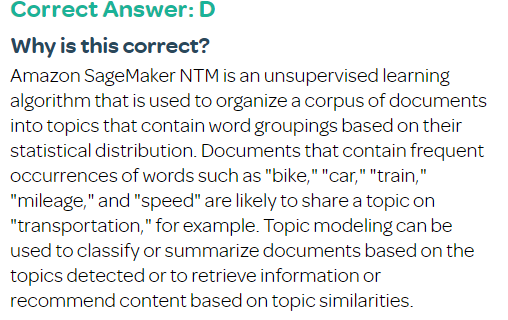 Correct Answer: D
Why is this correct?
Amazon SageMaker NTM is an unsupervised learning
algorithm that is used to organize a corpus of documents
into topics that contain word groupings based on their
statistical distribution. Documents that contain frequent
occurrences of words such as "bike," "car," "train,"
"mileage," and "speed" are likely to share a topic on
"transportation," for example. Topic modeling can be
used to classify or summarize documents based on the
topics detected or to retrieve information or
recommend content based on topic similarities.